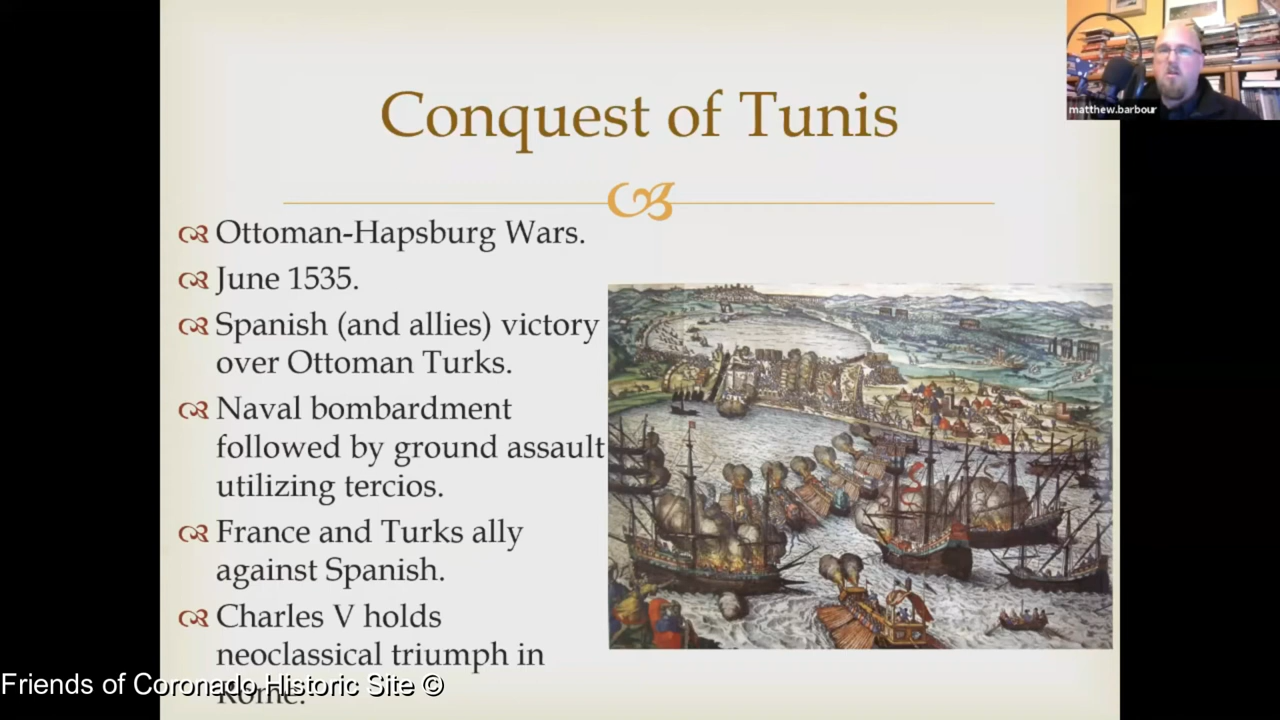 matthew.barbour
Conquest of Tunis
Ottoman-Hapsburg Wars.
June 1535.
Spanish (and allies) victory
over Ottoman Turks.
Naval bombardment
followed by ground assault
utilizing tercios.
France and Turks ally
against Spanish.
Charles V holds
neoclassical triumph in
Rome.
Friends of Coronado Historic Site ©